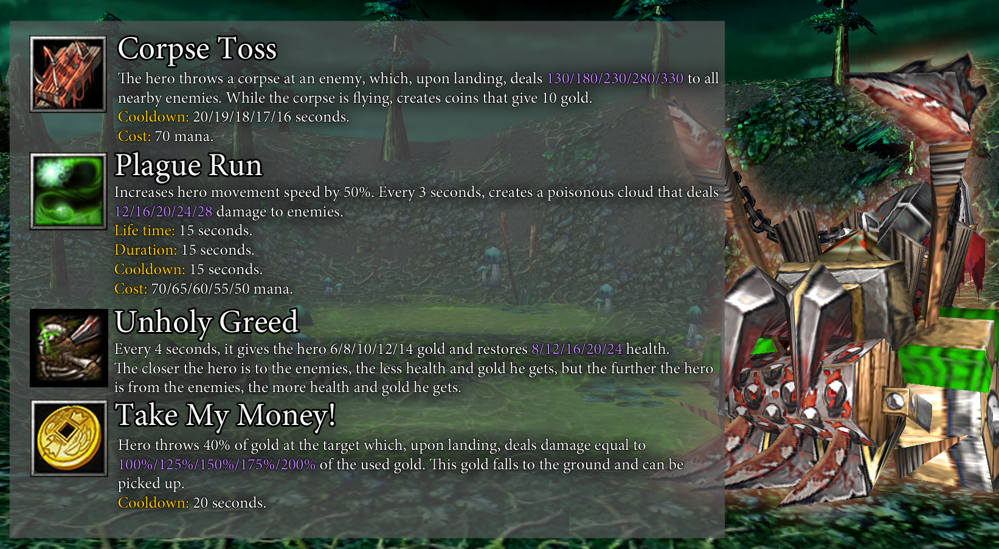 Corpse Toss
The hero throws a corpse at an enemy, which, upon landing, deals 130/180/230/280/330 to all
nearby enemies. While the corpse is flying, creates coins that give 10 gold.
Cooldown: 20/19/18/17/16 seconds.
Cost: 70 mana.
Plague Run
Increases hero movement speed by 50%. Every 3 seconds, creates a poisonous cloud that deals
12/16/20/24/28 damage to enemies.
Life time: 15 seconds.
Duration: 15 seconds.
Cooldown: 15 seconds.
Cost: 70/65/60/55/50 mana.
Unholy Greed
Every 4 seconds, it gives the hero 6/8/10/12/14 gold and restores 8/12/16/20/24 health.
The closer the hero is to the enemies, the less health and gold he gets, but the further the hero
is from the enemies, the more health and gold he gets.
Take My Money!
Hero throws 40% of gold at the target which, upon landing, deals damage equal to
100%/125%/150%/175%/200% of the used gold. This gold falls to the ground and can be
picked up.
Cooldown: 20 seconds.